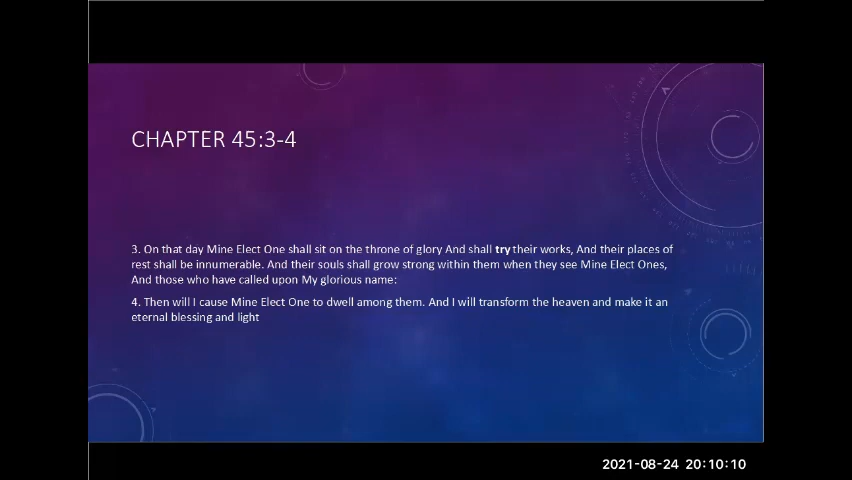 CHAPTER 45:3-4
3. On that day Mine Elect One shall sit on the throne of glory And shall try their works, And their places of
rest shall be innumerable. And their souls shall grow strong within them when they see Mine Elect Ones,
And those who have called upon My glorious name:
4. Then will I cause Mine Elect One to dwell among them. And I will transform the heaven and make it an
eternal blessing and light
2021-08-24 20:10:10